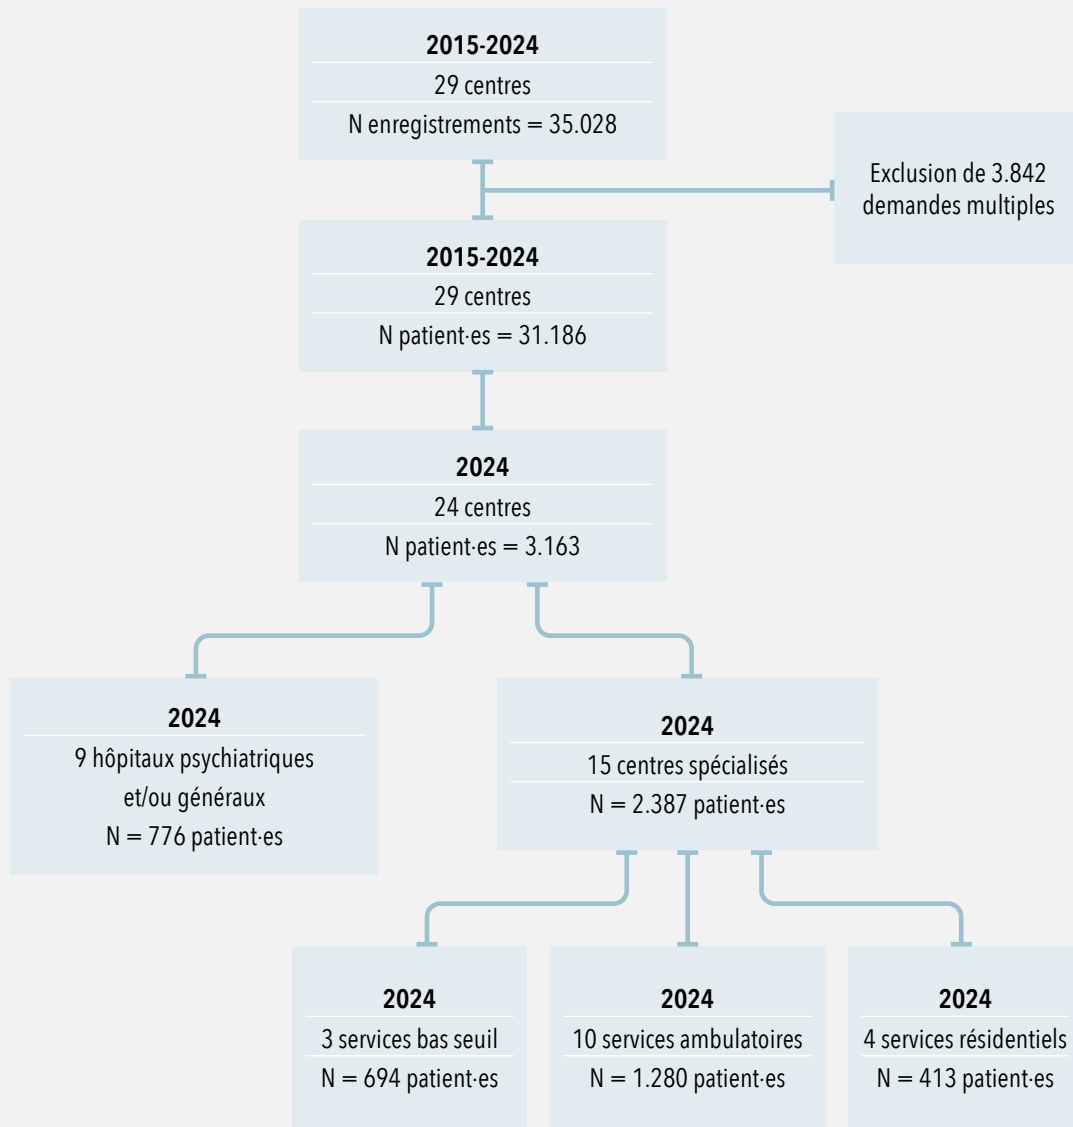 2015-2024
29 centres
N enregistrements = 35.028
Exclusion de 3.842
demandes multiples
2015-2024
29 centres
N patient·es = 31.186
2024
24 centres
N patient·es = 3.163
2024
9 hôpitaux psychiatriques
et/ou généraux
N = 776 patient·es
2024
15 centres spécialisés
N = 2.387 patient·es
2024
3 services bas seuil
N = 694 patient·es
2024
10 services ambulatoires
N = 1.280 patient·es
2024
4 services résidentiels
N = 413 patient·es